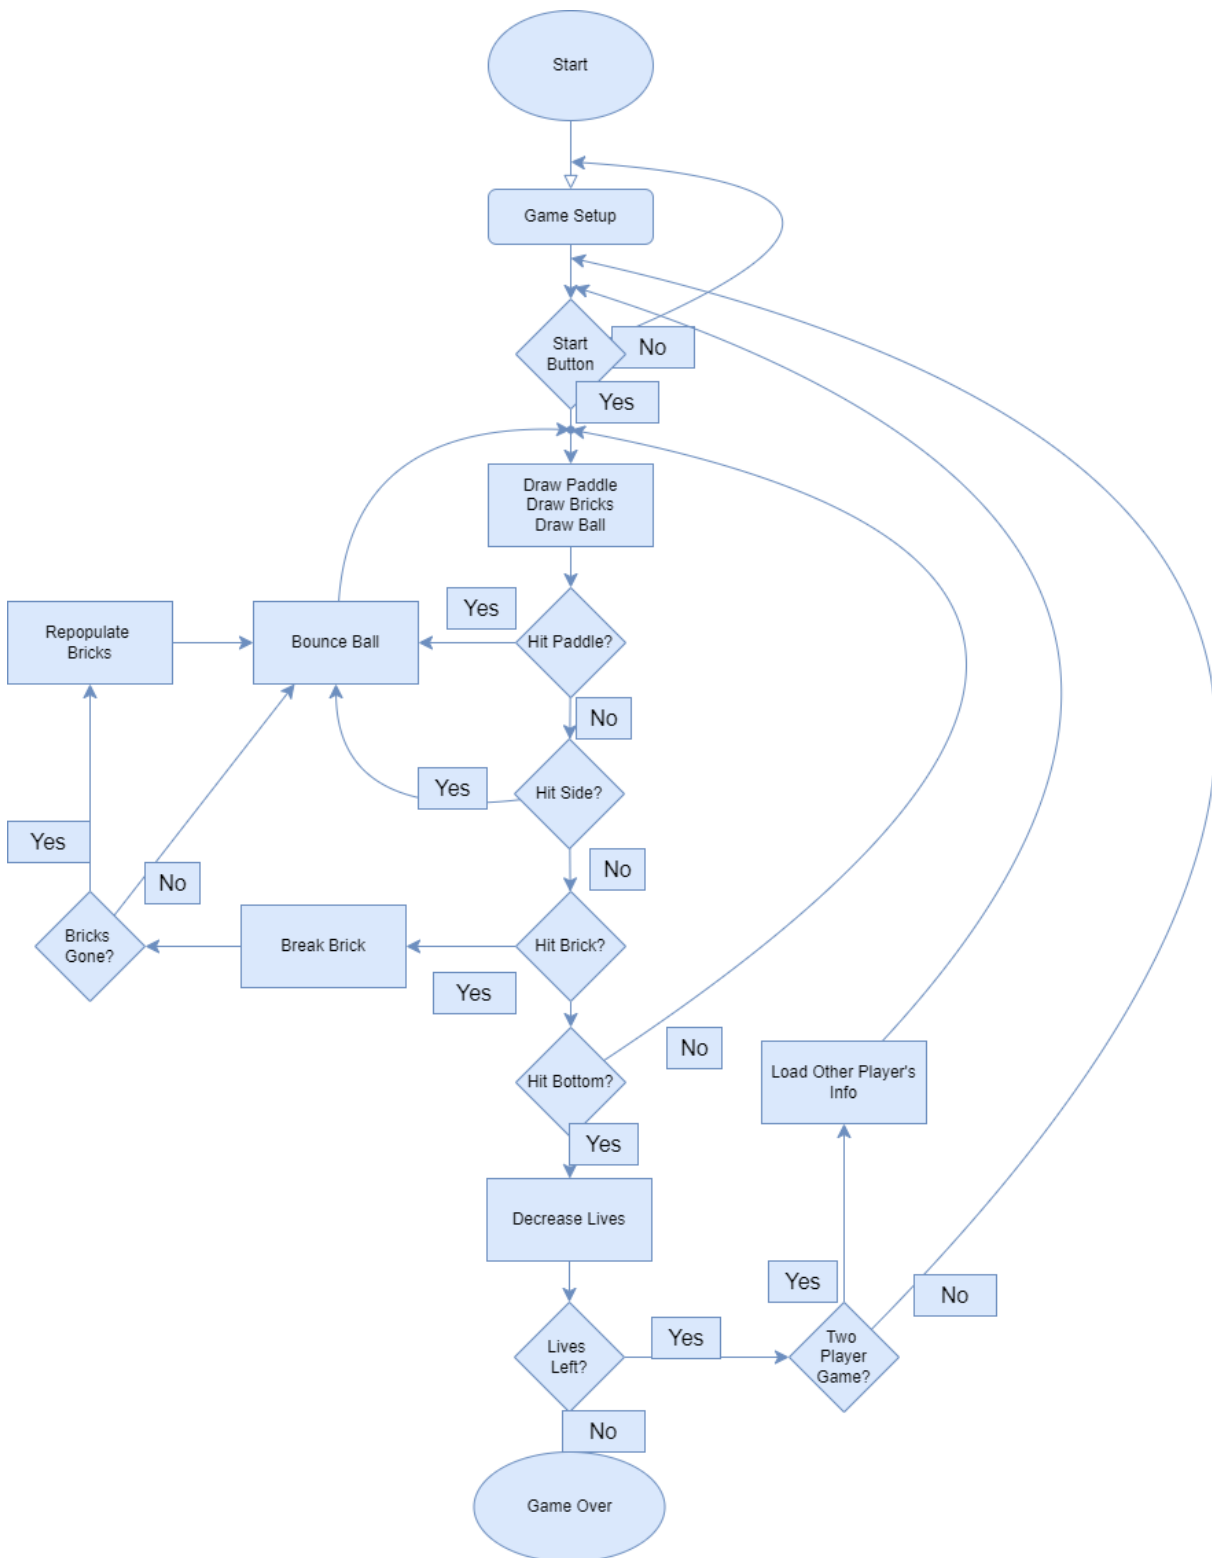 Start
Game Setup
Start
Button
No
Yes
Draw Paddle
Draw Bricks
Draw Ball
Yes
Repopulate
Bricks
Bounce Ball
Hit Paddle?
No
Yes
Hit Side?
Yes
No
No
Bricks
Gone?
Break Brick
Hit Brick?
Yes
No
Hit Bottom?
Load Other Player's
Info
Yes
Decrease Lives
Yes
No
Lives
Left?
Yes
Two
Player
Game?
No
Game Over